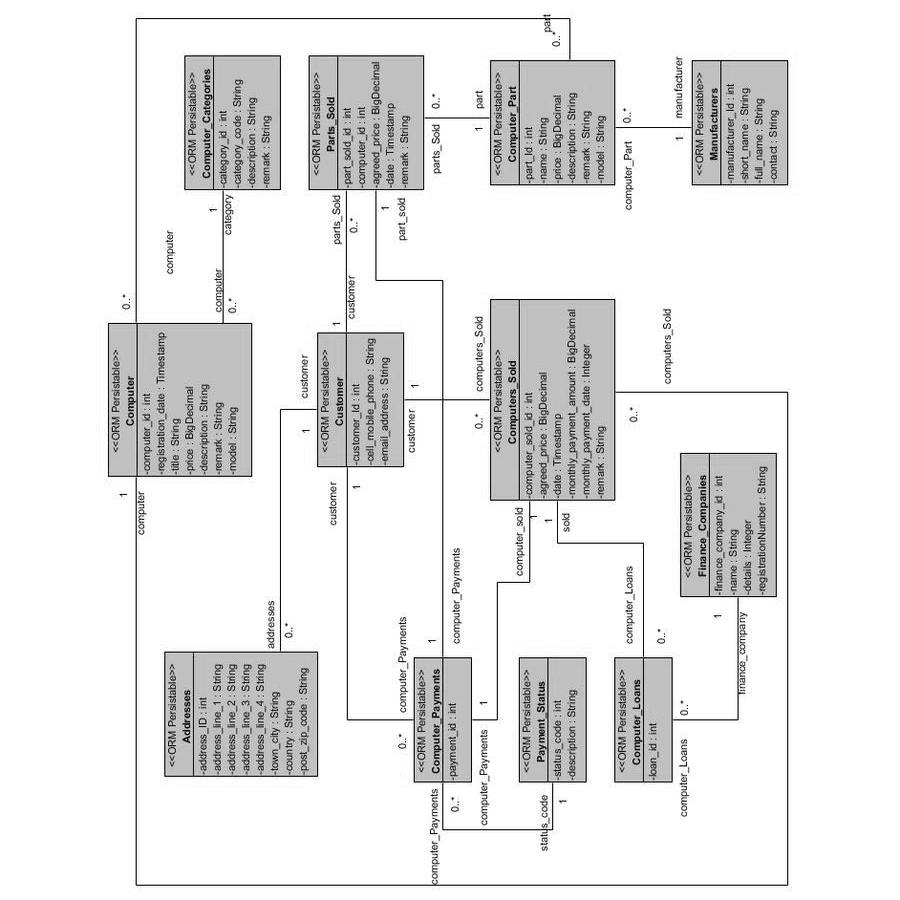 <<ORM Persistable>>
Addresses
-address_ID : int
-address_line_1 : String
-address_line_2 : String
-address_line_3 : String
-address_line_4 : String
-town_city : String
-country : String
-post_zip_code : String
addresses
0..*
customer
1
<<ORM Persistable>>
Computer
-computer_id : int
-registration_date : Timestamp
-title : String
-price : BigDecimal
-description : String
-remark : String
-model : String
1
computer
0..*
computer
computer
0..*
category
1
<<ORM Persistable>>
Computer_Categories
-category_id : int
-category_code : String
-description : String
-remark : String
<<ORM Persistable>>
Customer
-customer_Id : int
-cell_mobile_phone : String
-email_address : String
customer
1
customer
1
customer
1
parts_Sold
0..*
<<ORM Persistable>>
Parts_Sold
-part_sold_id : int
-computer_id : int
-agreed_price : BigDecimal
-date : Timestamp
-remark : String
1
part_sold
parts_Sold
0..*
part
1
<<ORM Persistable>>
Computer_Payments
-payment_id : int
computer_Payments
0..*
computer_Payments
1
computer_Payments
1
computer_Payments
0..*
status_code
1
<<ORM Persistable>>
Payment_Status
-status_code : int
-description : String
<<ORM Persistable>>
Computers_Sold
-computer_sold_id : int
-agreed_price : BigDecimal
-date : Timestamp
-monthly_payment_amount : BigDecimal
-monthly_payment_date : Integer
-remark : String
computers_Sold
0..*
computer_sold
1
1
sold
computers_Sold
0..*
<<ORM Persistable>>
Computer_Part
-part_Id : int
-name : String
-price : BigDecimal
-description : String
-remark : String
-model : String
part
0..*
0..*
computer_Part
manufacturer
1
<<ORM Persistable>>
Manufacturers
-manufacturer_Id : int
-short_name : String
-full_name : String
-contact : String
<<ORM Persistable>>
Computer_Loans
-loan_id : int
computer_Loans
0..*
computer_Loans
0..*
finance_company
1
<<ORM Persistable>>
Finance_Companies
-finance_company_id : int
-name : String
-details : Integer
-registrationNumber : String